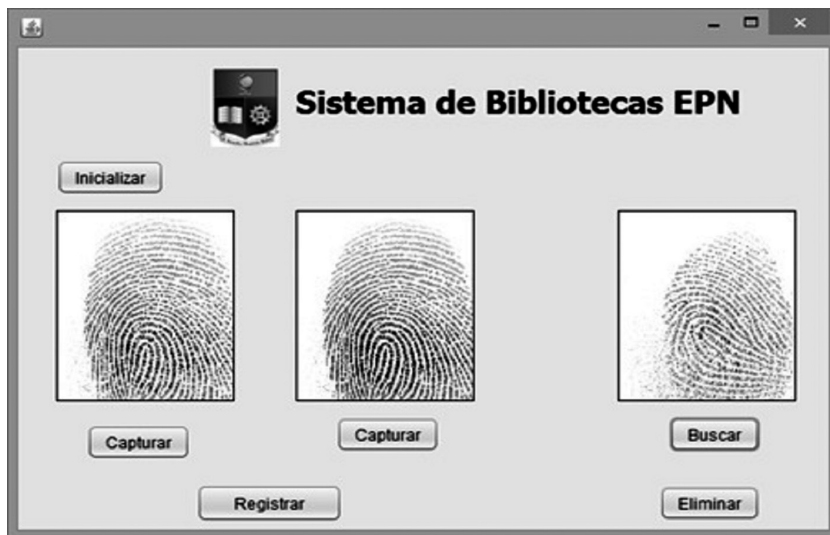 Sistema de Bibliotecas EPN
Inicializar
Capturar
Capturar
Buscar
Registrar
Eliminar